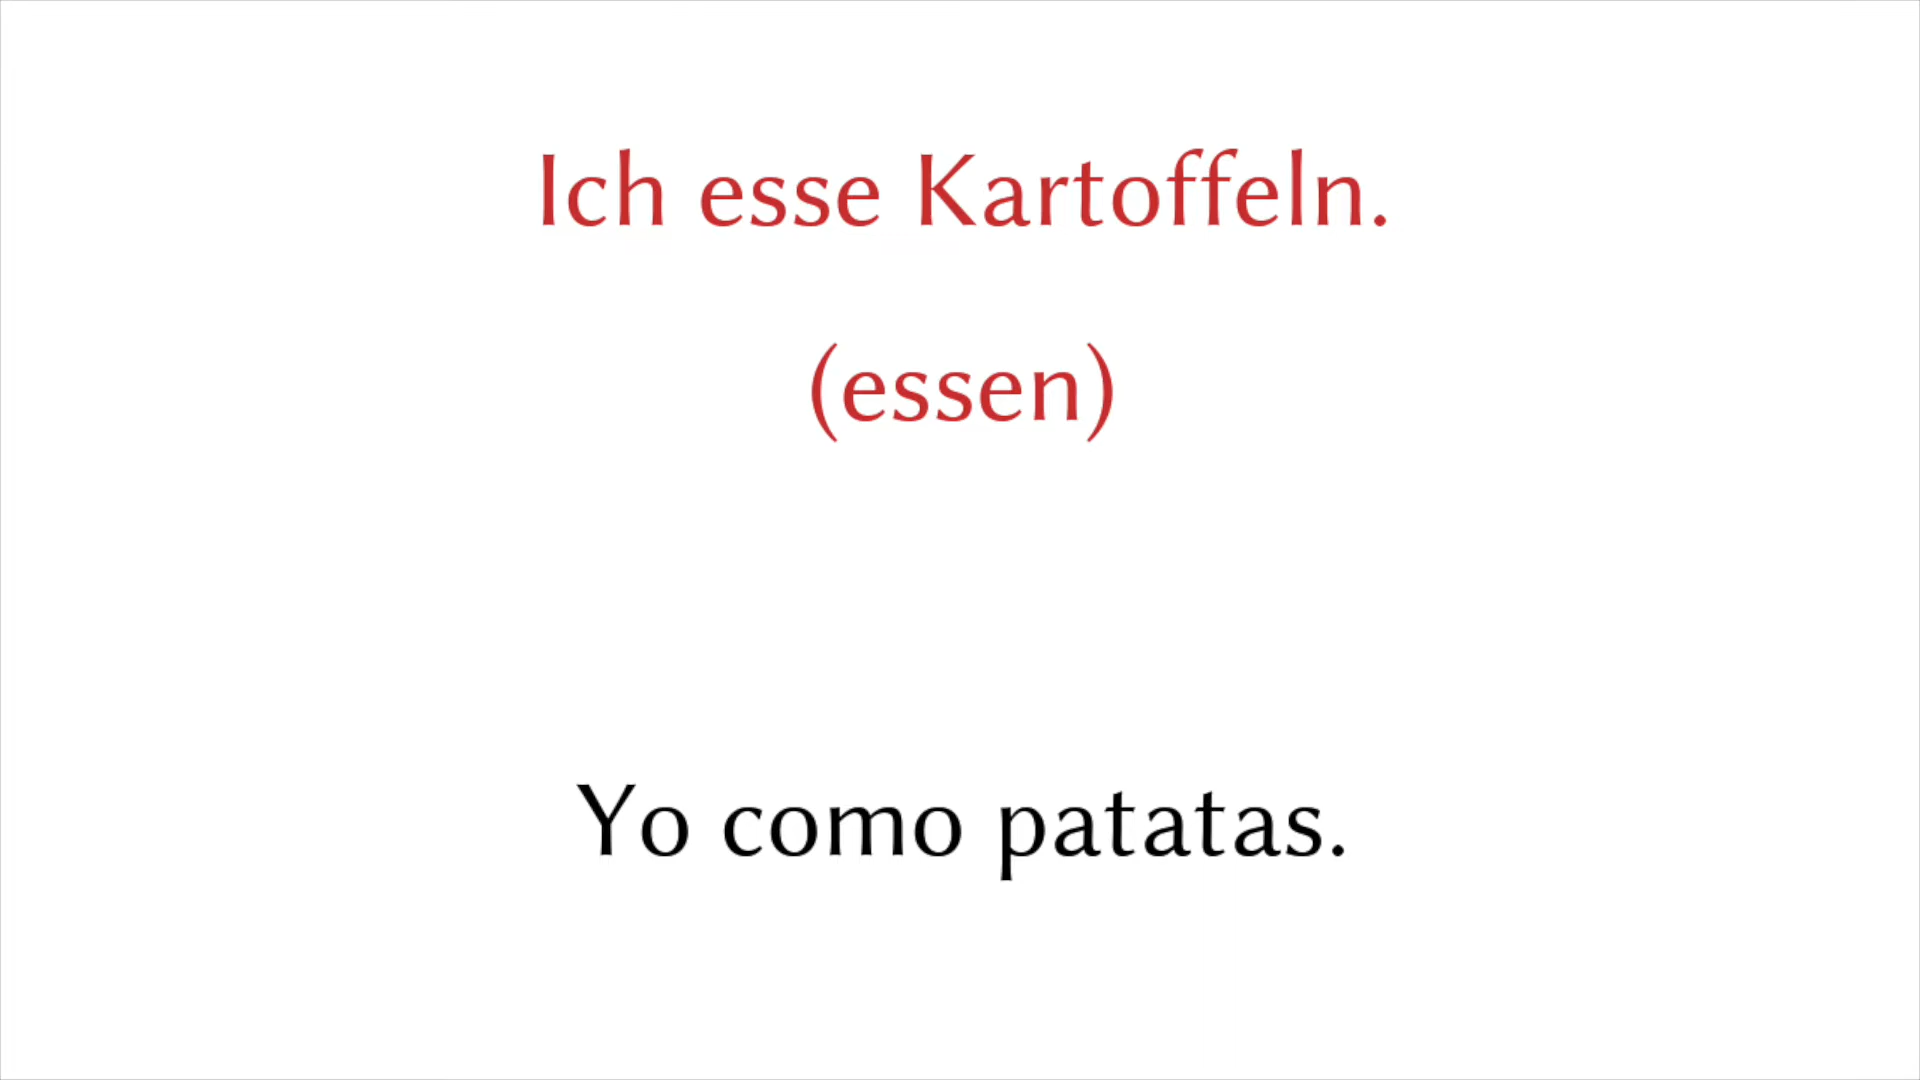 Ich esse Kartoffeln.
(essen)
Yo como patatas.